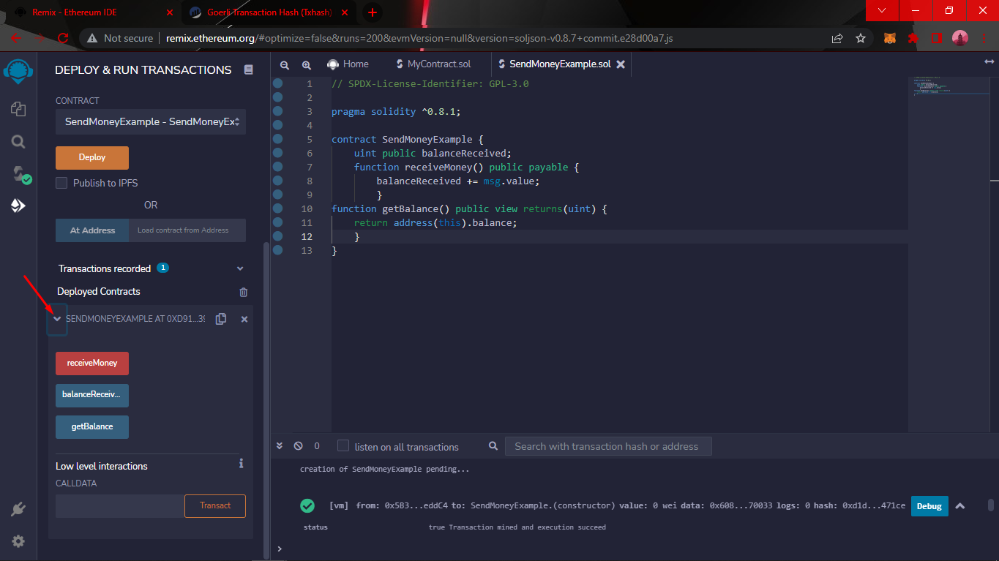 Remix - Ethereum IDE
Goerli Transaction Hash (Txhash)
Not secure
remix.ethereum.org/#optimize=false&runs=200&evmVersion=null&version=soljson-v0.8.7+commit.e28d00a7.js
DEPLOY & RUN TRANSACTIONS
CONTRACT
SendMoneyExample - SendMoneyEx
Deploy
Publish to IPFS
OR
At Address
Load contract from Address
Transactions recorded 1
Deployed Contracts
SENDMONEYEXAMPLE AT 0XD91...39
receiveMoney
balanceReceiv...
getBalance
Low level interactions
CALLDATA
Transact
Home
MyContract.sol
SendMoneyExample.sol
1 // SPDX-License-Identifier: GPL-3.0
2
3 pragma solidity ^0.8.1;
4
5 contract SendMoneyExample {
6 uint public balanceReceived;
7 function receiveMoney() public payable {
8 balanceReceived += msg.value;
9 }
10 function getBalance() public view returns(uint) {
11 return address(this).balance;
12 }
13 }
0
listen on all transactions
Search with transaction hash or address
creation of SendMoneyExample pending...
[vm] from: 0x5B3...eddC4 to: SendMoneyExample.(constructor) value: 0 wei data: 0x608...70033 logs: 0 hash: 0xd1d...471ce
Debug
status true Transaction mined and execution succeed
>